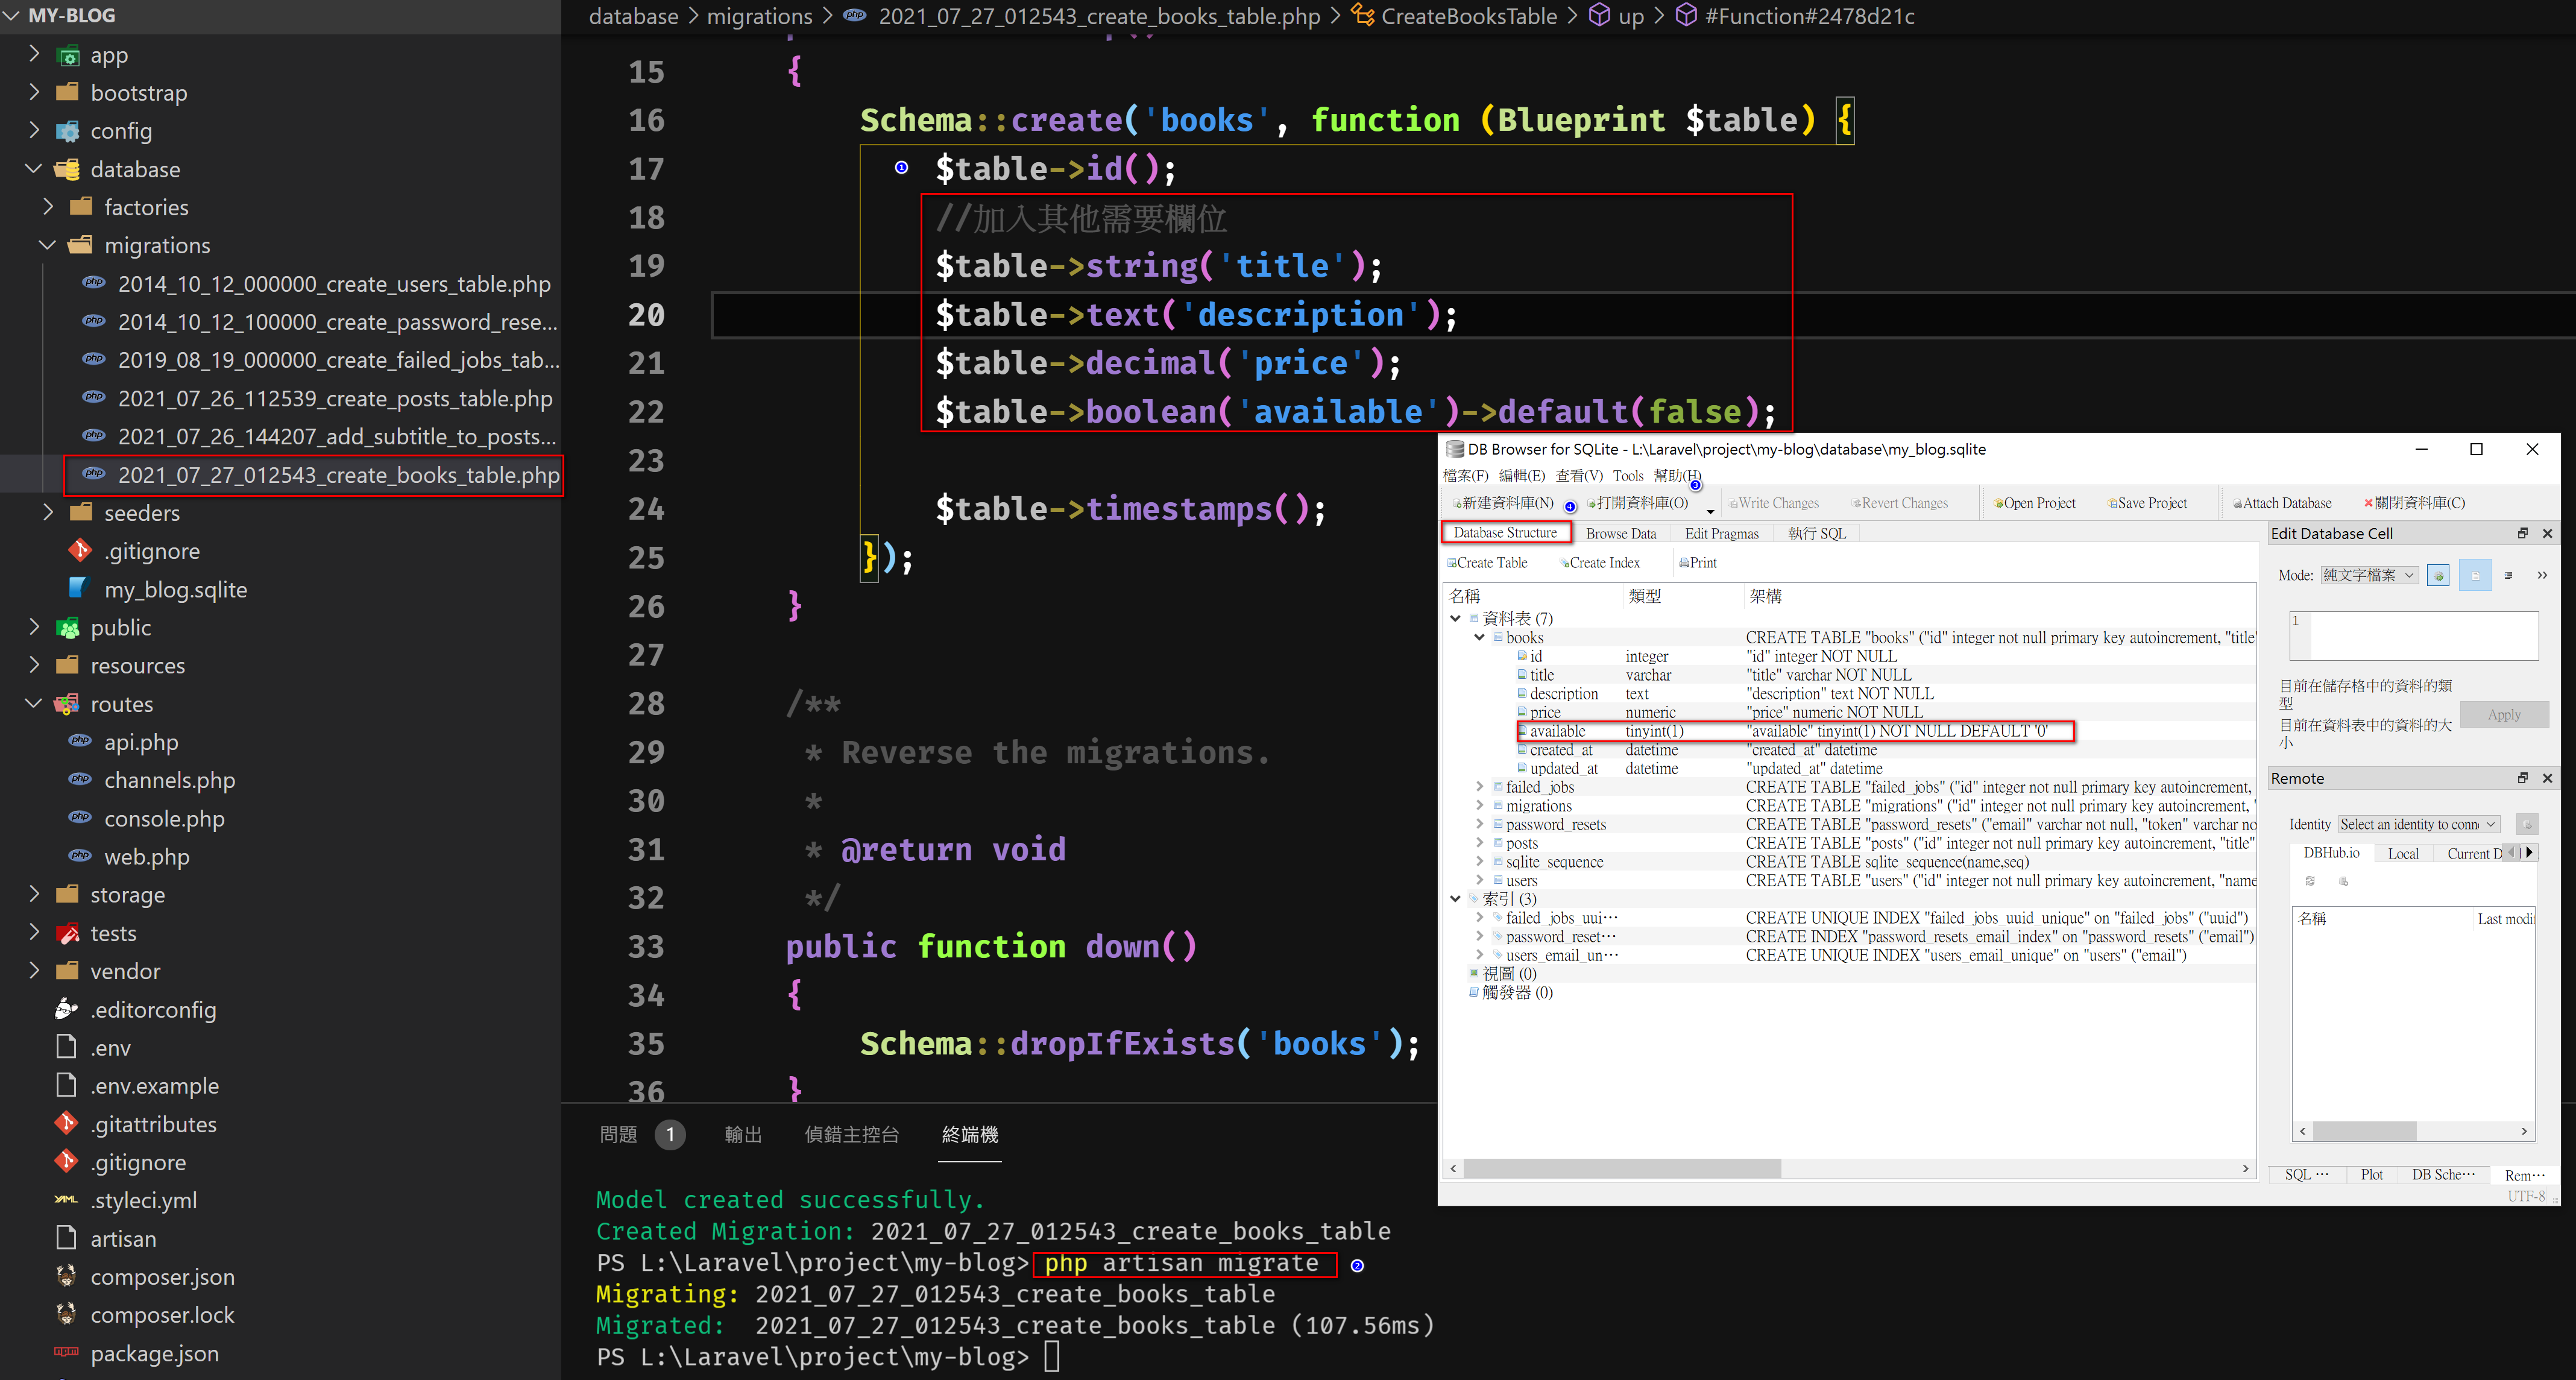 MY-BLOG
app
bootstrap
config
database
factories
migrations
2014_10_12_000000_create_users_table.php
2014_10_12_100000_create_password_rese...
2019_08_19_000000_create_failed_jobs_tab...
2021_07_26_112539_create_posts_table.php
2021_07_26_144207_add_subtitle_to_posts...
2021_07_27_012543_create_books_table.php
seeders
.gitignore
my_blog.sqlite
public
resources
routes
api.php
channels.php
console.php
web.php
storage
tests
vendor
.editorconfig
.env
.env.example
.gitattributes
.gitignore
.styleci.yml
artisan
composer.json
composer.lock
package.json
database > migrations > 2021_07_27_012543_create_books_table.php > CreateBooksTable > up > #Function#2478d21c
15 {
16 Schema::create('books', function (Blueprint $table) {
17 1 $table->id();
18 //加入其他需要欄位
19 $table->string('title');
20 $table->text('description');
21 $table->decimal('price');
22 $table->boolean('available')->default(false);
23
24 $table->timestamps();
25 });
26 }
27
28 /**
29 * Reverse the migrations.
30 *
31 * @return void
32 */
33 public function down()
34 {
35 Schema::dropIfExists('books');
36 }
問題 1 輸出 偵錯主控台 終端機
Model created successfully.
Created Migration: 2021_07_27_012543_create_books_table
PS L:\Laravel\project\my-blog> php artisan migrate 2
Migrating: 2021_07_27_012543_create_books_table
Migrated:  2021_07_27_012543_create_books_table (107.56ms)
PS L:\Laravel\project\my-blog>
DB Browser for SQLite - L:\Laravel\project\my-blog\database\my_blog.sqlite
檔案(F) 編輯(E) 查看(V) Tools 幫助(H) 3
新建資料庫(N) 4 打開資料庫(O) Write Changes Revert Changes Open Project Save Project Attach Database 關閉資料庫(C)
Database Structure Browse Data Edit Pragmas 執行 SQL
Create Table Create Index Print
名稱 類型 架構
資料表 (7)
books CREATE TABLE "books" ("id" integer not null primary key autoincrement, "title"
id integer "id" integer NOT NULL
title varchar "title" varchar NOT NULL
description text "description" text NOT NULL
price numeric "price" numeric NOT NULL
available tinyint(1) "available" tinyint(1) NOT NULL DEFAULT '0'
created_at datetime "created_at" datetime
updated_at datetime "updated_at" datetime
failed_jobs CREATE TABLE "failed_jobs" ("id" integer not null primary key autoincrement,
migrations CREATE TABLE "migrations" ("id" integer not null primary key autoincrement, "
password_resets CREATE TABLE "password_resets" ("email" varchar not null, "token" varchar no
posts CREATE TABLE "posts" ("id" integer not null primary key autoincrement, "title"
sqlite_sequence CREATE TABLE sqlite_sequence(name,seq)
users CREATE TABLE "users" ("id" integer not null primary key autoincrement, "name
索引 (3)
failed_jobs_uui… CREATE UNIQUE INDEX "failed_jobs_uuid_unique" on "failed_jobs" ("uuid")
password_reset… CREATE INDEX "password_resets_email_index" on "password_resets" ("email")
users_email_un… CREATE UNIQUE INDEX "users_email_unique" on "users" ("email")
視圖 (0)
觸發器 (0)
Edit Database Cell
Mode: 純文字檔案
1
目前在儲存格中的資料的類
型
目前在資料表中的資料的大
小
Apply
Remote
Identity Select an identity to conn
DBHub.io Local Current D
名稱 Last modi
SQL … Plot DB Sche… Rem…
UTF-8